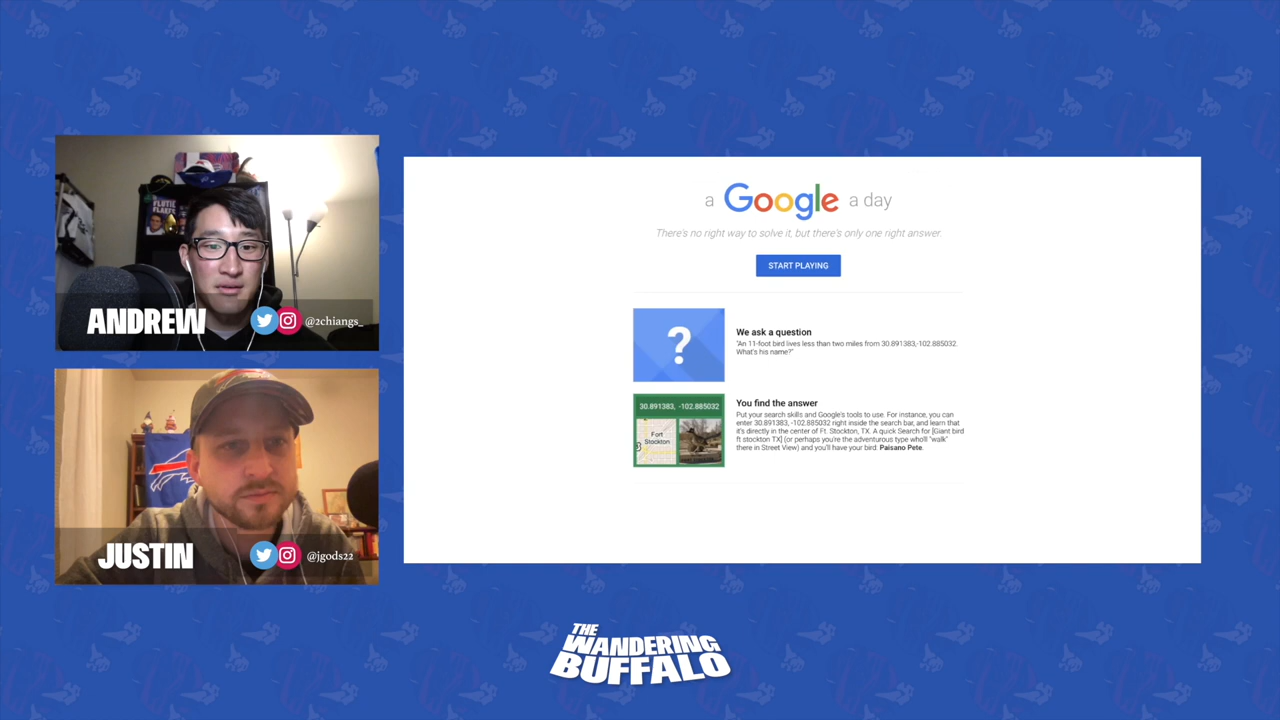 FLUTIE
FLAKES
ANDREW
@2chiangs_
JUSTIN
@jgods22
a Google a day
There's no right way to solve it, but there's only one right answer.
START PLAYING
?
We ask a question
"An 11-foot bird lives less than two miles from 30.891383,-102.885032.
What's his name?"
30.891383, -102.885032
Fort
Stockton
You find the answer
Put your search skills and Google's tools to use. For instance, you can
enter 30.891383, -102.885032 right inside the search bar, and learn that
it's directly in the center of Ft. Stockton, TX. A quick Search for [Giant bird
ft stockton TX] (or perhaps you're the adventurous type who'll "walk"
there in Street View) and you'll have your bird Paisano Pete.
THE
WANDERING
BUFFALO